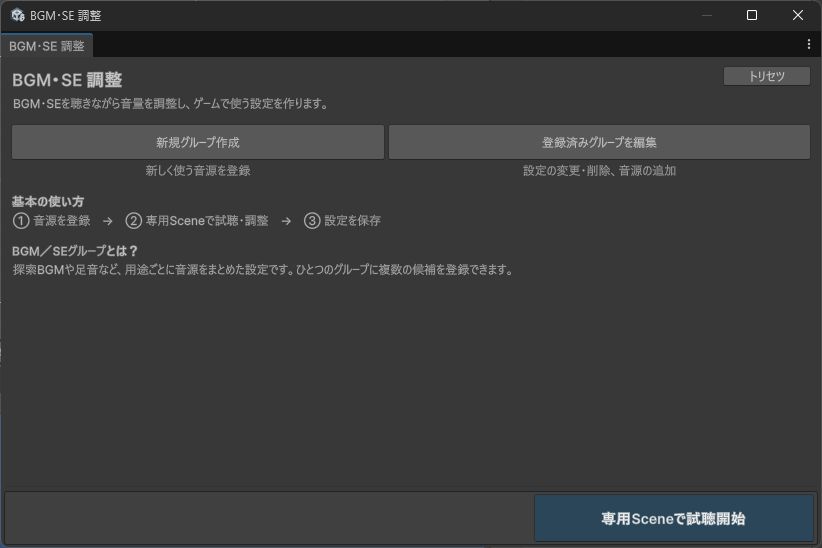 BGM・SE 調整
BGM・SE 調整
BGM・SE 調整
トリセツ
BGM・SEを聴きながら音量を調整し、ゲームで使う設定を作ります。
新規グループ作成
登録済みグループを編集
新しく使う音源を登録
設定の変更・削除、音源の追加
基本の使い方
① 音源を登録 → ② 専用Sceneで試聴・調整 → ③ 設定を保存
BGM／SEグループとは？
探索BGMや足音など、用途ごとに音源をまとめた設定です。ひとつのグループに複数の候補を登録できます。
専用Sceneで試聴開始